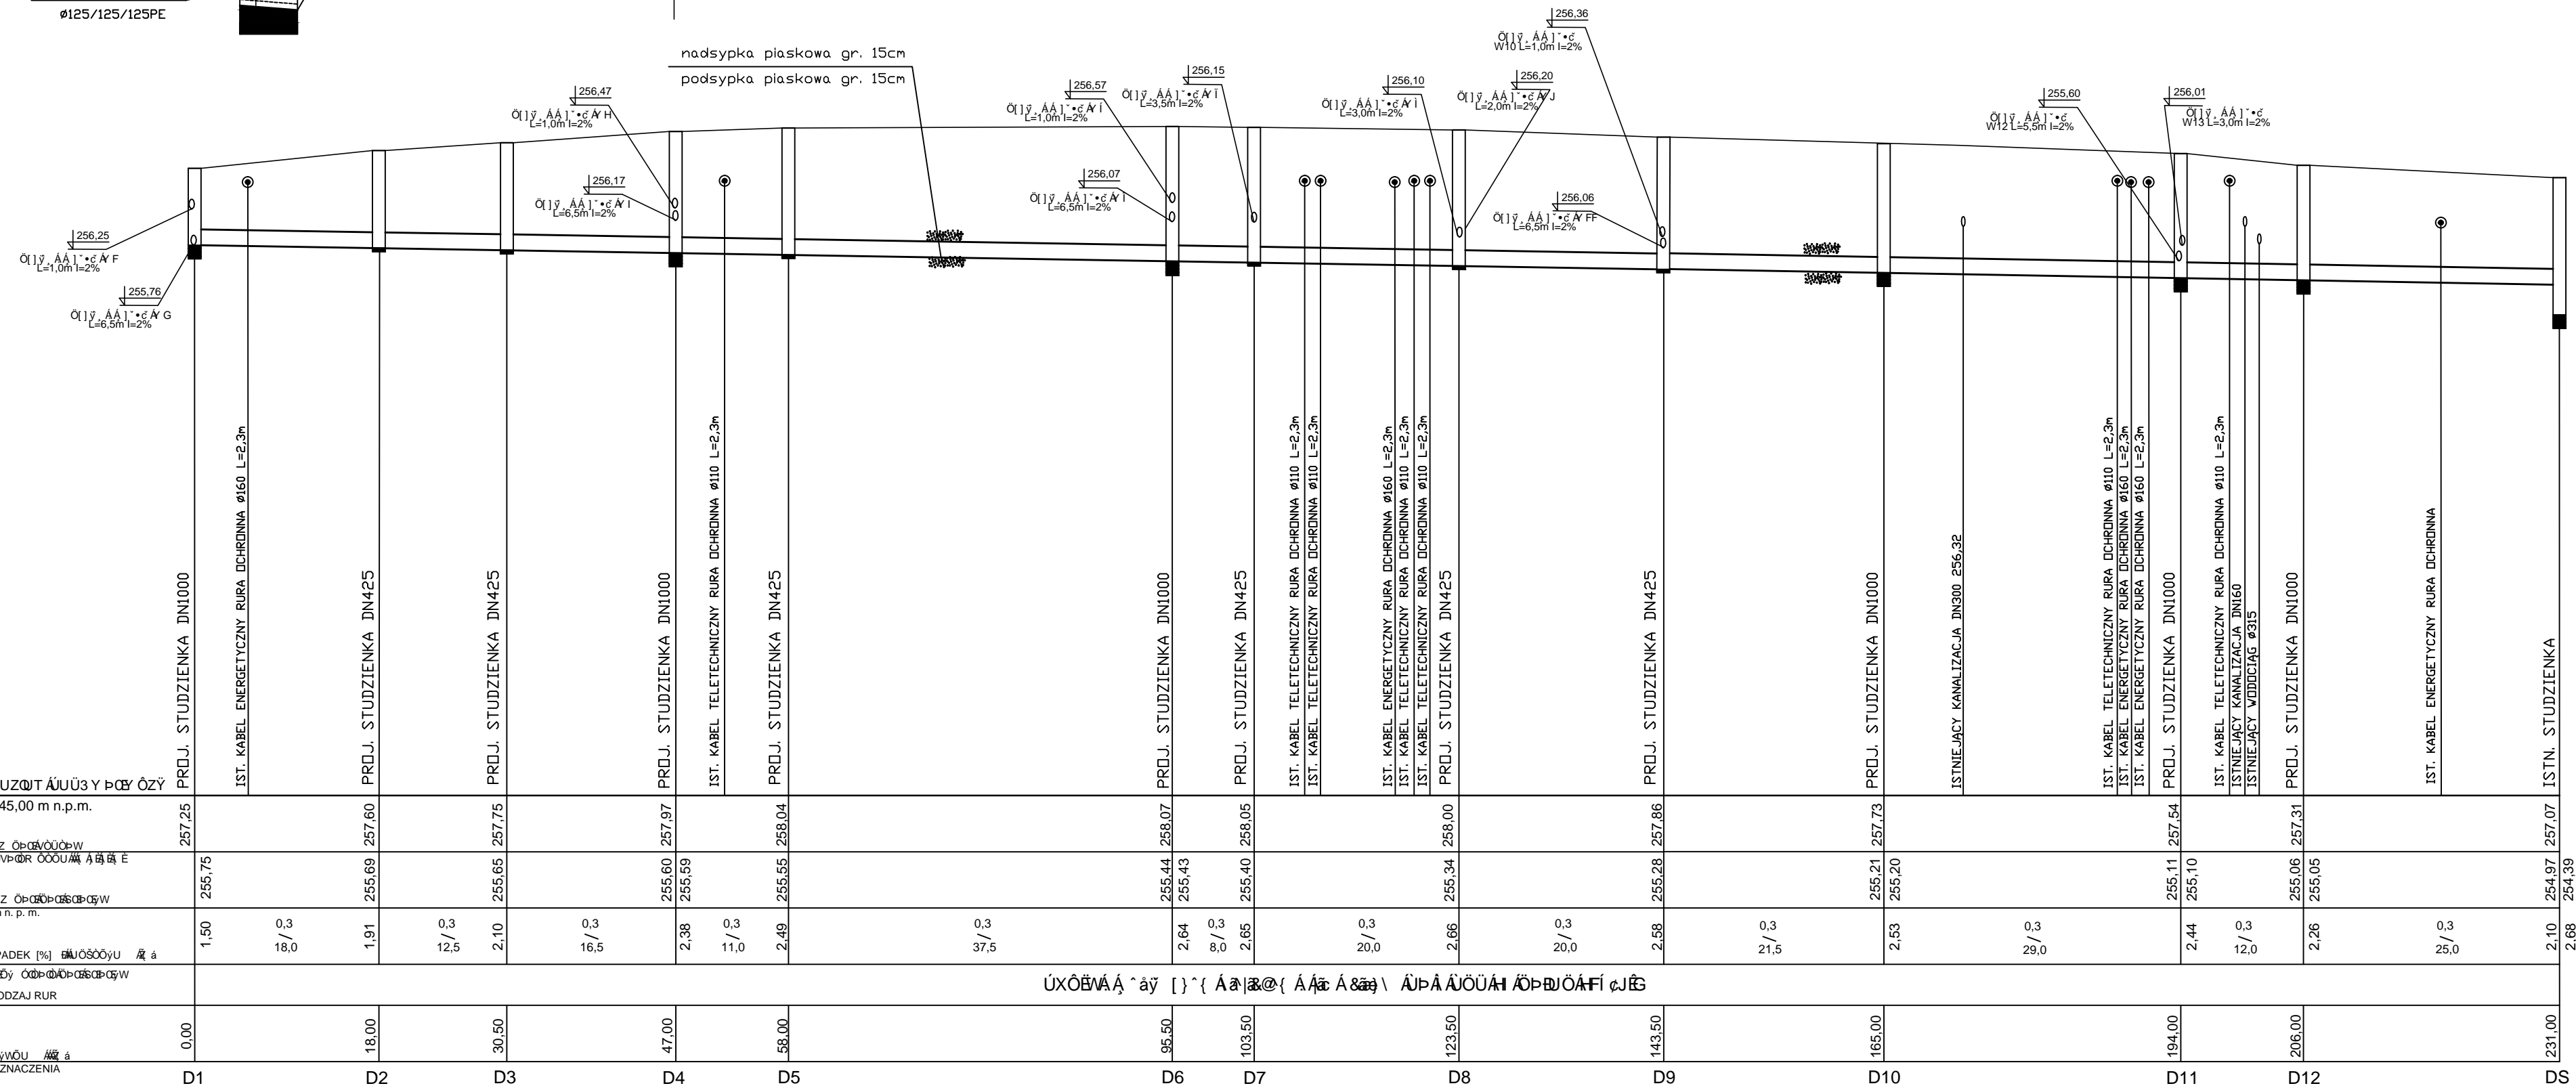 ø125/125/125PE
nadsypka piaskowa gr. 15cm
podsypka piaskowa gr. 15cm
256,25
L=1,0m I=2%
255,76
L=6,5m I=2%
256,47
L=1,0m I=2%
256,17
L=6,5m I=2%
256,57
L=1,0m I=2%
256,07
L=6,5m I=2%
256,15
L=3,5m I=2%
256,10
L=3,0m I=2%
256,20
L=2,0m I=2%
256,36
W10 L=1,0m I=2%
256,06
L=6,5m I=2%
255,60
W12 L=5,5m I=2%
256,01
W13 L=3,0m I=2%
PROJ. STUDZIENKA DN1000
IST. KABEL ENERGETYCZNY RURA OCHRONNA ø160 L=2,3m
PROJ. STUDZIENKA DN425
PROJ. STUDZIENKA DN425
PROJ. STUDZIENKA DN1000
IST. KABEL TELETECHNICZNY RURA OCHRONNA ø110 L=2,3m
PROJ. STUDZIENKA DN425
PROJ. STUDZIENKA DN1000
PROJ. STUDZIENKA DN425
IST. KABEL TELETECHNICZNY RURA OCHRONNA ø110 L=2,3m
IST. KABEL TELETECHNICZNY RURA OCHRONNA ø110 L=2,3m
IST. KABEL ENERGETYCZNY RURA OCHRONNA ø160 L=2,3m
IST. KABEL TELETECHNICZNY RURA OCHRONNA ø110 L=2,3m
IST. KABEL TELETECHNICZNY RURA OCHRONNA ø110 L=2,3m
PROJ. STUDZIENKA DN425
PROJ. STUDZIENKA DN425
PROJ. STUDZIENKA DN1000
ISTNIEJĄCY KANALIZACJA DN300 256,32
IST. KABEL TELETECHNICZNY RURA OCHRONNA ø110 L=2,3m
IST. KABEL ENERGETYCZNY RURA OCHRONNA ø160 L=2,3m
IST. KABEL ENERGETYCZNY RURA OCHRONNA ø160 L=2,3m
PROJ. STUDZIENKA DN1000
IST. KABEL TELETECHNICZNY RURA OCHRONNA ø110 L=2,3m
ISTNIEJĄCY KANALIZACJA DN160
ISTNIEJĄCY WODOCIĄG ø315
PROJ. STUDZIENKA DN1000
IST. KABEL ENERGETYCZNY RURA OCHRONNA
ISTN. STUDZIENKA
45,00 m n.p.m.
257,25 257,60 257,75 257,97 258,04 258,07 258,05 258,00 257,86 257,73 257,54 257,31 257,07
255,75 255,69 255,65 255,60 255,59 255,55 255,44 255,43 255,40 255,34 255,28 255,21 255,20 255,11 255,10 255,06 255,05 254,97 254,39
n. p. m.
1,50 0,3 / 18,0 1,91 0,3 / 12,5 2,10 0,3 / 16,5 2,38 0,3 / 11,0 2,49 0,3 / 37,5 2,64 0,3 / 8,0 2,65 0,3 / 20,0 2,66 0,3 / 20,0 2,58 0,3 / 21,5 2,53 0,3 / 29,0 2,44 0,3 / 12,0 2,26 0,3 / 25,0 2,10 2,68
PADEK [%]
ODZAJ RUR
0,00 18,00 30,50 47,00 58,00 95,50 103,50 123,50 143,50 165,00 194,00 206,00 231,00
ZNACZENIA
D1 D2 D3 D4 D5 D6 D7 D8 D9 D10 D11 D12 DS